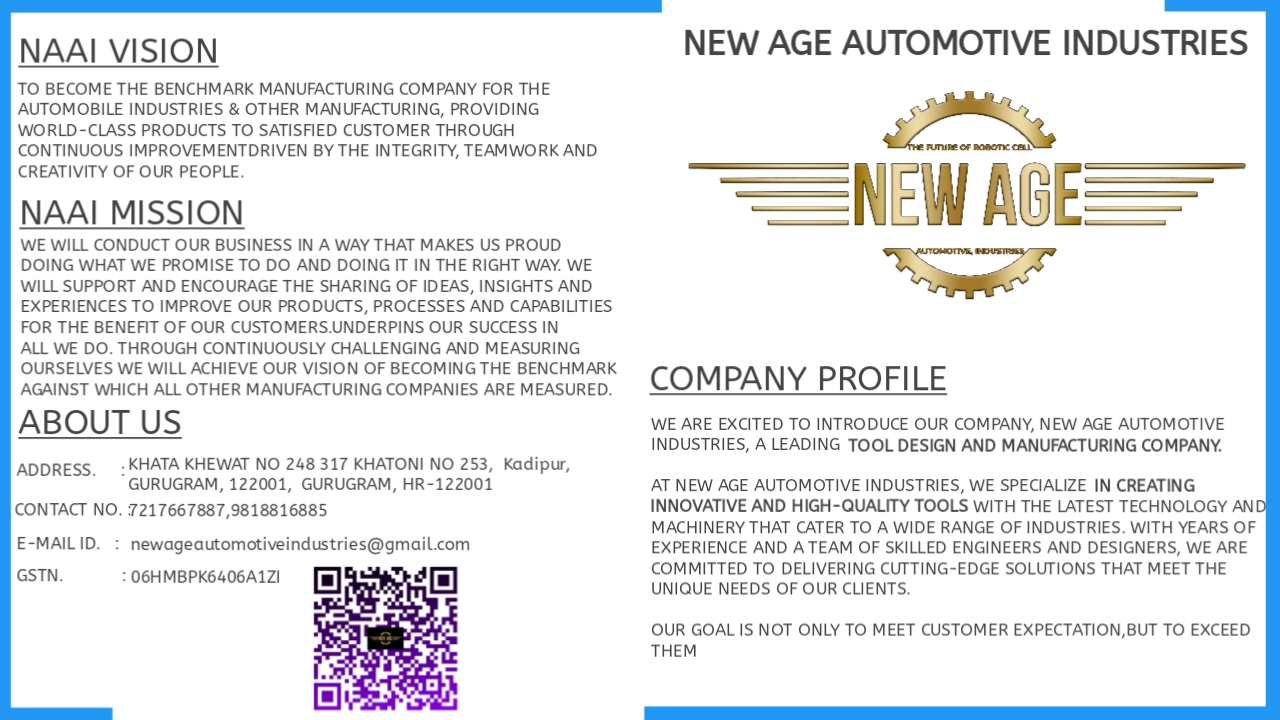 NAAI VISION
TO BECOME THE BENCHMARK MANUFACTURING COMPANY FOR THE
AUTOMOBILE INDUSTRIES & OTHER MANUFACTURING, PROVIDING
WORLD-CLASS PRODUCTS TO SATISFIED CUSTOMER THROUGH
CONTINUOUS IMPROVEMENTDRIVEN BY THE INTEGRITY, TEAMWORK AND
CREATIVITY OF OUR PEOPLE.
NAAI MISSION
WE WILL CONDUCT OUR BUSINESS IN A WAY THAT MAKES US PROUD
DOING WHAT WE PROMISE TO DO AND DOING IT IN THE RIGHT WAY. WE
WILL SUPPORT AND ENCOURAGE THE SHARING OF IDEAS, INSIGHTS AND
EXPERIENCES TO IMPROVE OUR PRODUCTS, PROCESSES AND CAPABILITIES
FOR THE BENEFIT OF OUR CUSTOMERS.UNDERPINS OUR SUCCESS IN
ALL WE DO. THROUGH CONTINUOUSLY CHALLENGING AND MEASURING
OURSELVES WE WILL ACHIEVE OUR VISION OF BECOMING THE BENCHMARK
AGAINST WHICH ALL OTHER MANUFACTURING COMPANIES ARE MEASURED.
ABOUT US
ADDRESS. : KHATA KHEWAT NO 248 317 KHATONI NO 253, Kadipur,
GURUGRAM, 122001, GURUGRAM, HR-122001
CONTACT NO. :7217667887,9818816885
E-MAIL ID. : newageautomotiveindustries@gmail.com
GSTN. : 06HMBPK6406A1ZI
NEW AGE AUTOMOTIVE INDUSTRIES
THE FUTURE OF ROBOTIC CELL
NEW AGE
AUTOMOTIVE, INDUSTRIES
COMPANY PROFILE
WE ARE EXCITED TO INTRODUCE OUR COMPANY, NEW AGE AUTOMOTIVE
INDUSTRIES, A LEADING TOOL DESIGN AND MANUFACTURING COMPANY.
AT NEW AGE AUTOMOTIVE INDUSTRIES, WE SPECIALIZE IN CREATING
INNOVATIVE AND HIGH-QUALITY TOOLS WITH THE LATEST TECHNOLOGY AND
MACHINERY THAT CATER TO A WIDE RANGE OF INDUSTRIES. WITH YEARS OF
EXPERIENCE AND A TEAM OF SKILLED ENGINEERS AND DESIGNERS, WE ARE
COMMITTED TO DELIVERING CUTTING-EDGE SOLUTIONS THAT MEET THE
UNIQUE NEEDS OF OUR CLIENTS.
OUR GOAL IS NOT ONLY TO MEET CUSTOMER EXPECTATION,BUT TO EXCEED
THEM